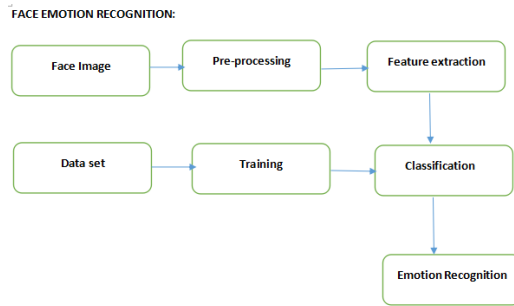 FACE EMOTION RECOGNITION:
Face Image
Pre-processing
Feature extraction
Data set
Training
Classification
Emotion Recognition